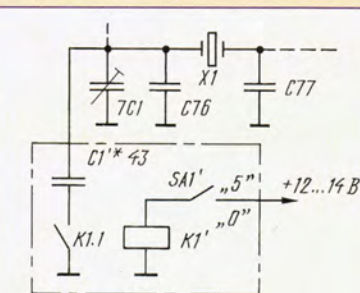 X1
7C1
C76
C77
C1'* 43
SA1'
„5"
+12...14 В
„0"
K1.1
K1'